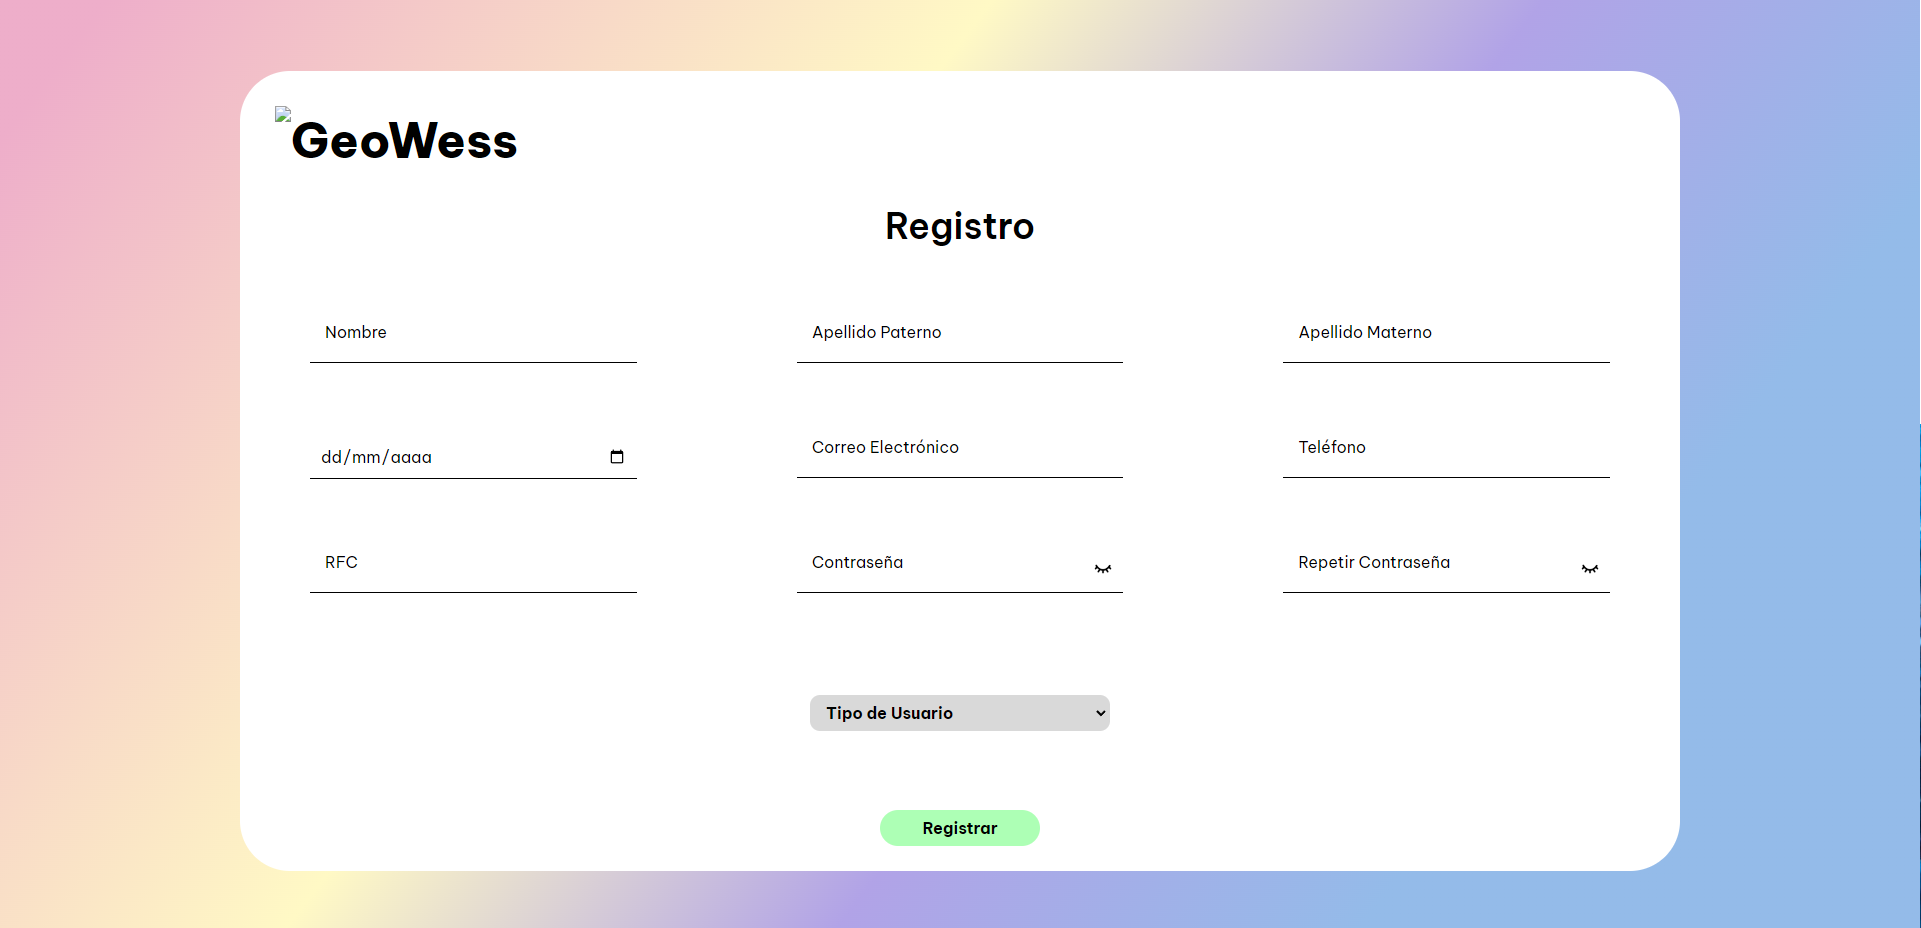 GeoWess
Registro
Nombre
Apellido Paterno
Apellido Materno
dd/mm/aaaa
Correo Electrónico
Teléfono
RFC
Contraseña
Repetir Contraseña
Tipo de Usuario
Registrar